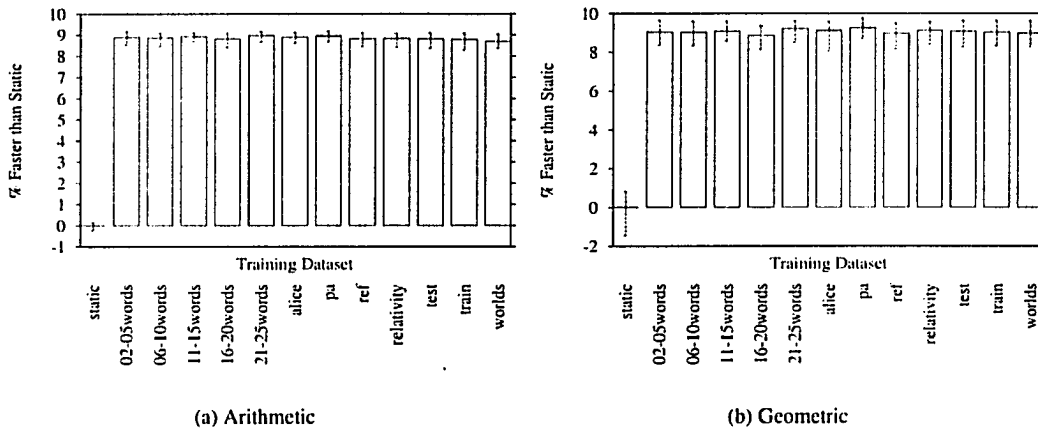 10
9
8
7
6
5
4
3
2
1
0
-1
% Faster than Static
Training Dataset
static
02-05words
06-10words
11-15words
16-20words
21-25words
alice
pa
ref
relativity
test
train
worlds
(a) Arithmetic
10
8
6
4
2
0
-2
% Faster than Static
Training Dataset
static
02-05words
06-10words
11-15words
16-20words
21-25words
alice
pa
ref
relativity
test
train
worlds
(b) Geometric